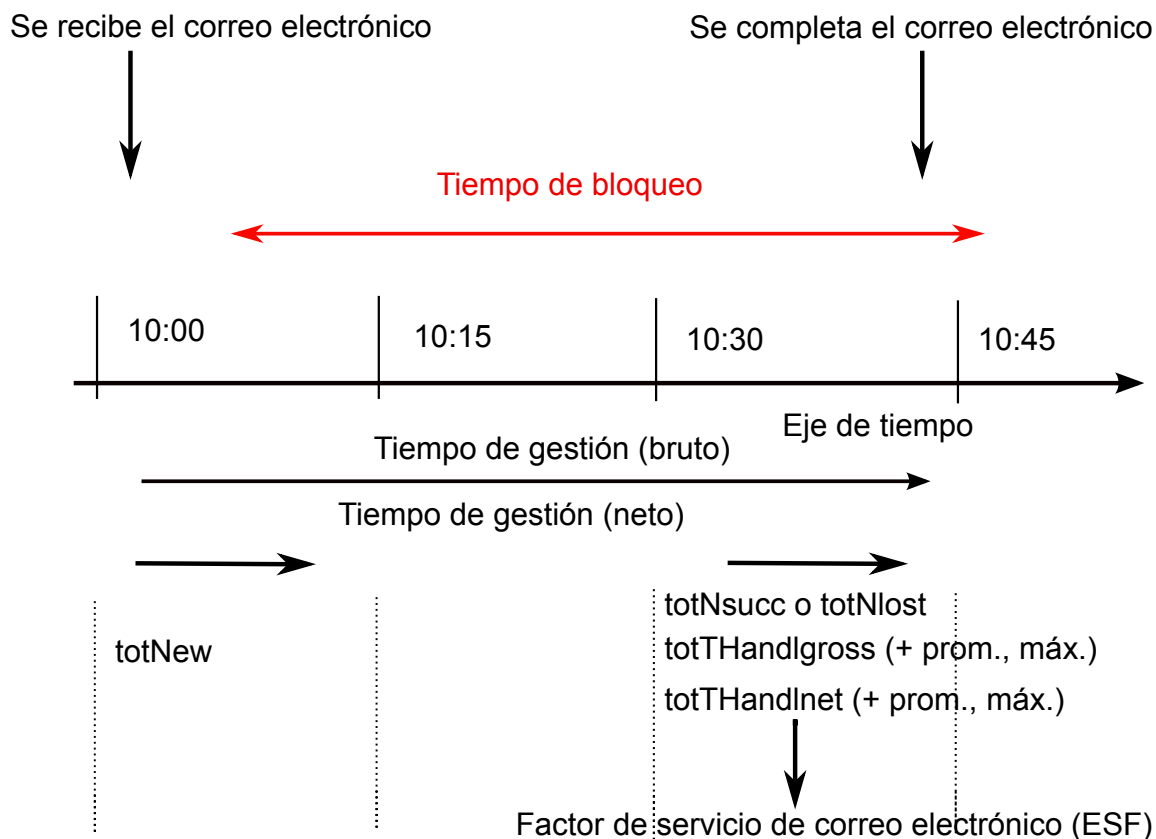 Se recibe el correo electrónico
Se completa el correo electrónico
Tiempo de bloqueo
10:00
10:15
10:30
10:45
Eje de tiempo
Tiempo de gestión (bruto)
Tiempo de gestión (neto)
totNew
totNsucc o totNlost
totTHandlgross (+ prom., máx.)
totTHandlnet (+ prom., máx.)
Factor de servicio de correo electrónico (ESF)